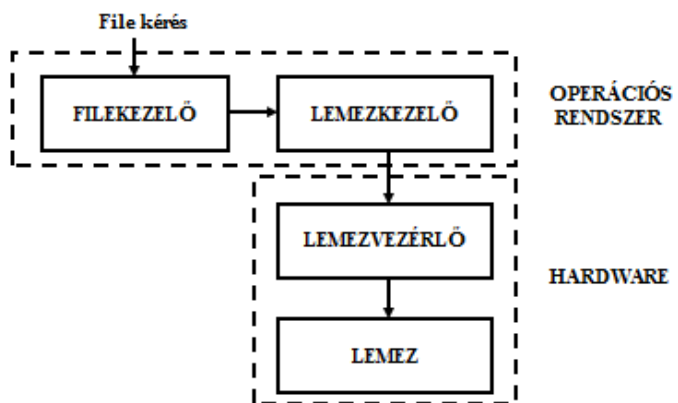 File kérés
FILEKEZELŐ
LEMEZKEZELŐ
OPERÁCIÓS
RENDSZER
LEMEZVEZÉRLŐ
HARDWARE
LEMEZ